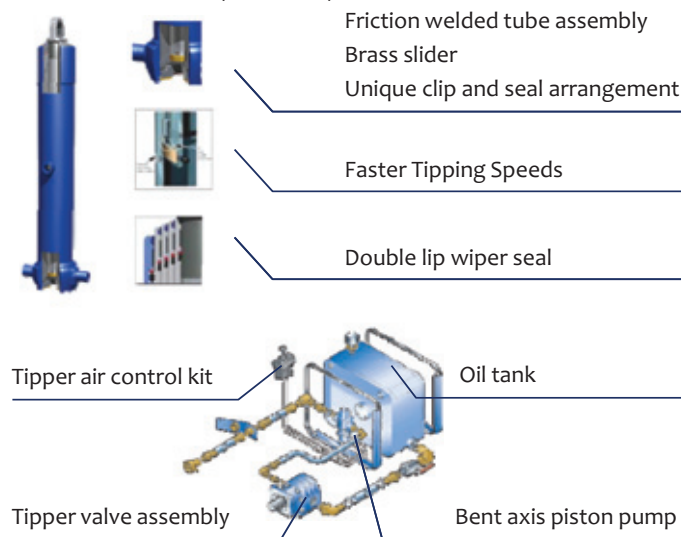 Friction welded tube assembly
Brass slider
Unique clip and seal arrangement
Faster Tipping Speeds
Double lip wiper seal
Tipper air control kit
Oil tank
Tipper valve assembly
Bent axis piston pump